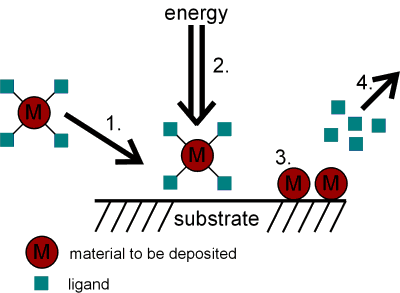 energy
2.
4.
M
1.
M
3.
M M
substrate
M material to be deposited
ligand